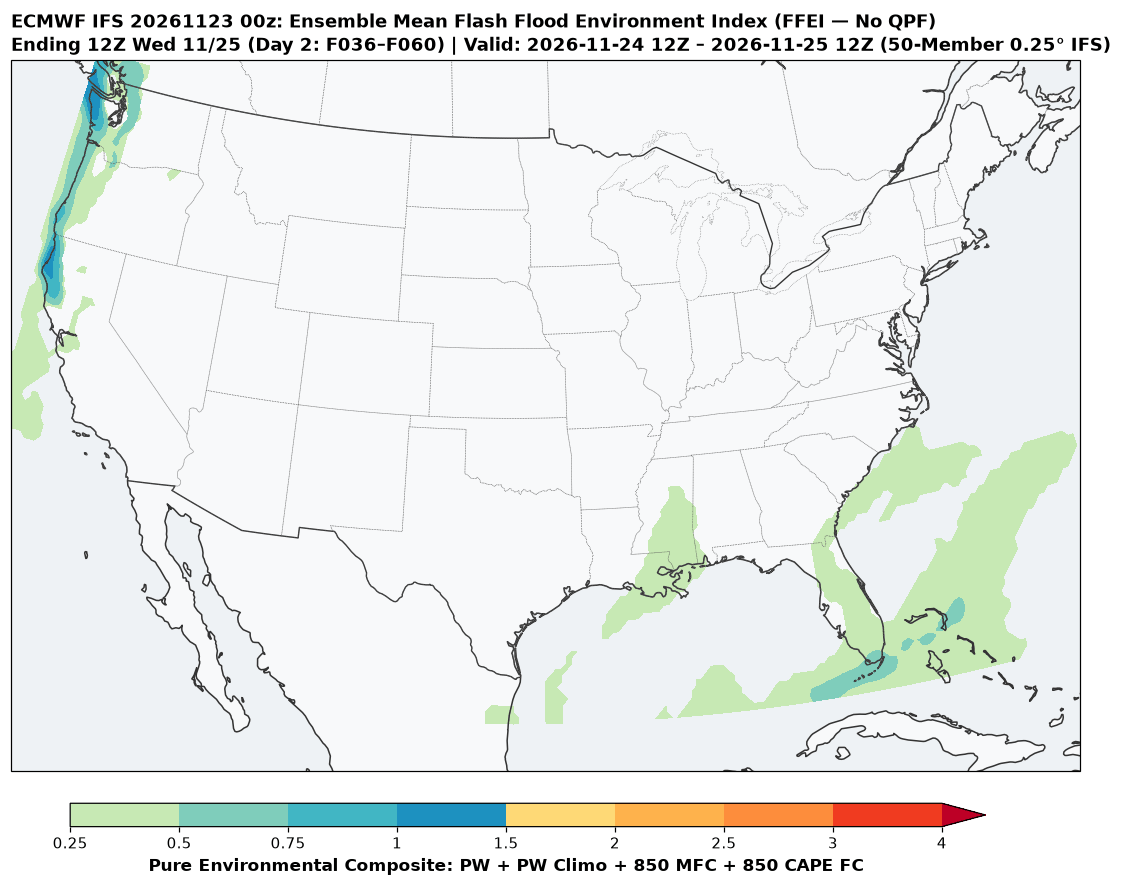 ECMWF IFS 20261123 00z: Ensemble Mean Flash Flood Environment Index (FFEI — No QPF)
Ending 12Z Wed 11/25 (Day 2: F036–F060) | Valid: 2026-11-24 12Z – 2026-11-25 12Z (50-Member 0.25° IFS)
0.25 0.5 0.75 1 1.5 2 2.5 3 4
Pure Environmental Composite: PW + PW Climo + 850 MFC + 850 CAPE FC